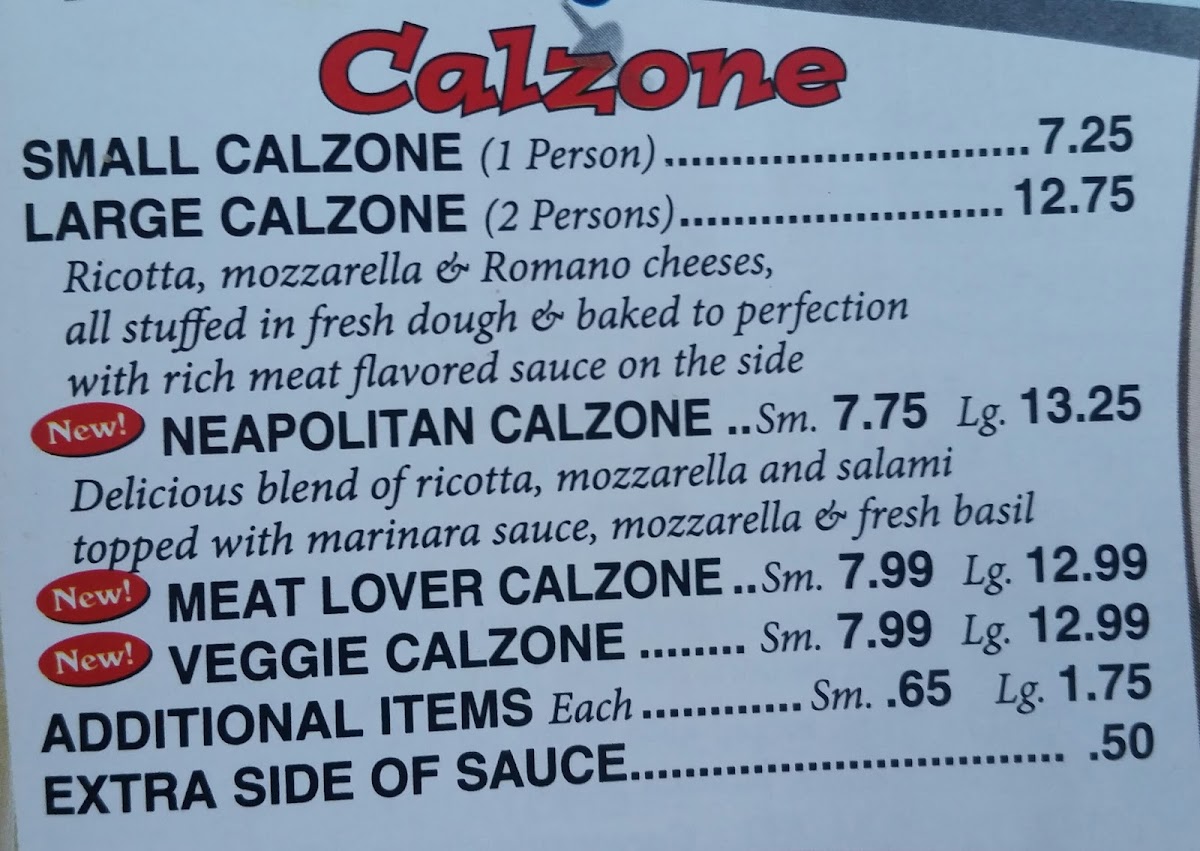 Calzone
SMALL CALZONE (1 Person)..............................7.25
LARGE CALZONE (2 Persons)........................ 12.75
Ricotta, mozzarella & Romano cheeses,
all stuffed in fresh dough & baked to perfection
with rich meat flavored sauce on the side
New! NEAPOLITAN CALZONE ..Sm. 7.75 Lg. 13.25
Delicious blend of ricotta, mozzarella and salami
topped with marinara sauce, mozzarella & fresh basil
New! MEAT LOVER CALZONE ..Sm. 7.99 Lg. 12.99
New! VEGGIE CALZONE ........ Sm. 7.99 Lg. 12.99
ADDITIONAL ITEMS Each ............ Sm. .65 Lg. 1.75
EXTRA SIDE OF SAUCE................................. .50